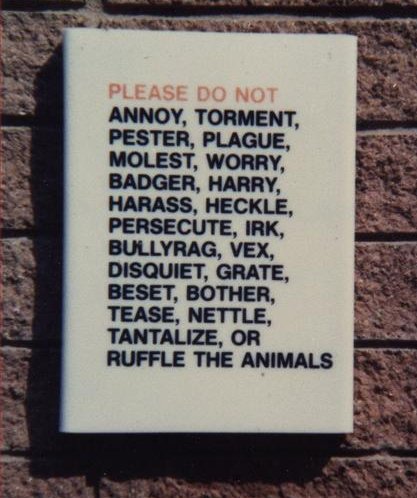 PLEASE DO NOT
ANNOY, TORMENT,
PESTER, PLAGUE,
MOLEST, WORRY,
BADGER, HARRY,
HARASS, HECKLE,
PERSECUTE, IRK,
BULLYRAG, VEX,
DISQUIET, GRATE,
BESET, BOTHER,
TEASE, NETTLE,
TANTALIZE, OR
RUFFLE THE ANIMALS